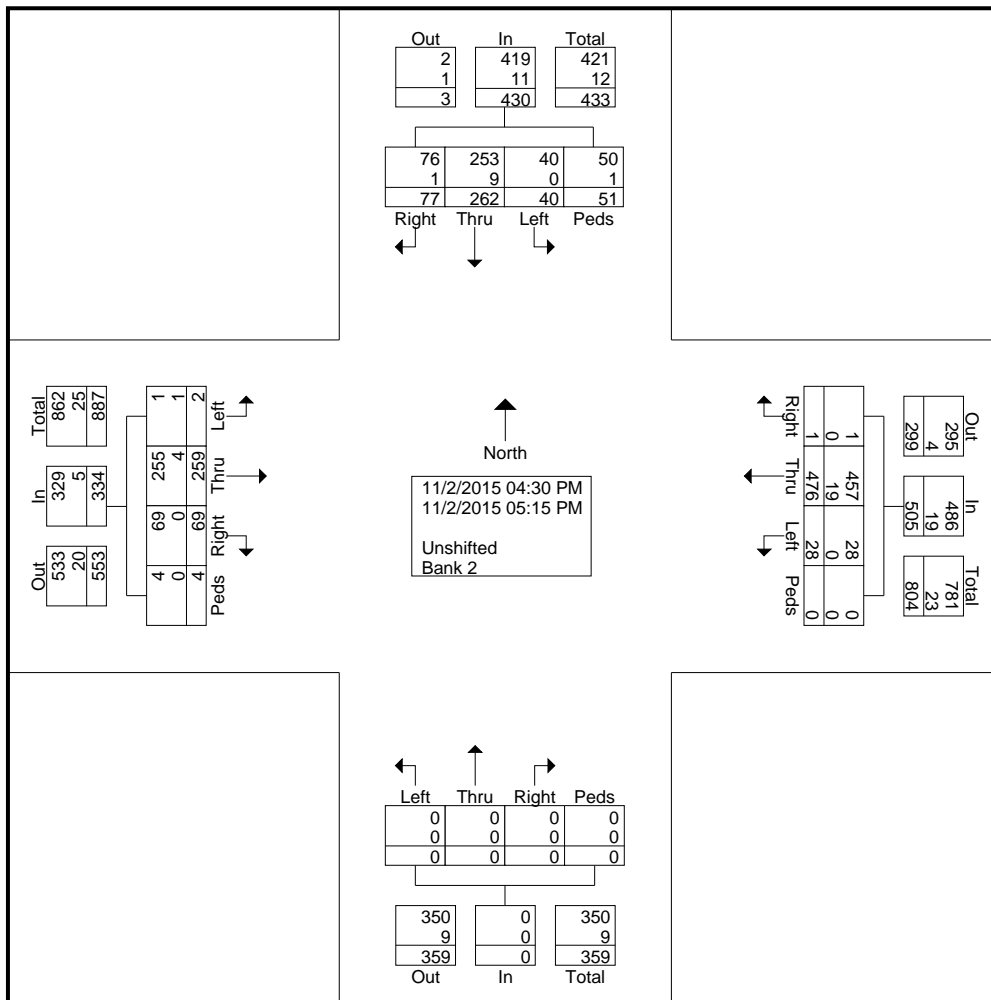 Out In Total
2 419 421
1 11 12
3 430 433
76 253 40 50
1 9 0 1
77 262 40 51
Right Thru Left Peds
Total
862
25
887
In
329
5
334
Out
533
20
553
1 1 2
Left
255 4 259
Thru
69 0 69
Right
4 0 4
Peds
North
11/2/2015 04:30 PM
11/2/2015 05:15 PM
Unshifted
Bank 2
Right
1 0 1
Thru
457
19
476
Left
28 0 28
Peds
0 0 0
Out
295
4
299
In
486
19
505
Total
781
23
804
Left Thru Right Peds
0 0 0 0
0 0 0 0
0 0 0 0
350 0 350
9 0 9
359 0 359
Out In Total